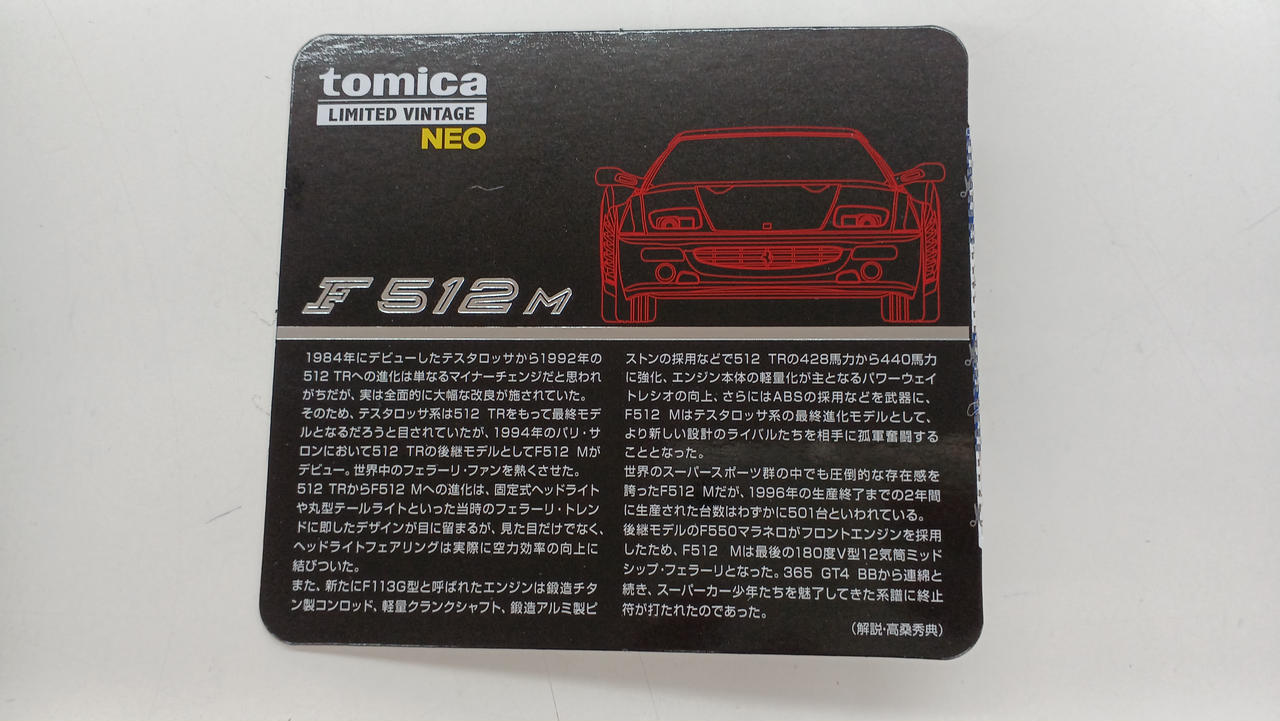 tomica
LIMITED VINTAGE
NEO
F512 M
1984年にデビューしたテスタロッサから1992年の
512 TRへの進化は単なるマイナーチェンジだと思われ
がちだが、実は全面的に大幅な改良が施されていた。
そのため、テスタロッサ系は512 TRをもって最終モデ
ルとなるだろうと目されていたが、1994年のパリ・サ
ロンにおいて512 TRの後継モデルとしてF512 Mが
デビュー。世界中のフェラーリ・ファンを熱くさせた。
512 TRからF512 Mへの進化は、固定式ヘッドライト
や丸型テールライトといった当時のフェラーリ・トレン
ドに即したデザインが目に留まるが、見た目だけでなく、
ヘッドライトフェアリングは実際に空力効率の向上に
結びついた。
また、新たにF113G型と呼ばれたエンジンは鍛造チタ
ン製コンロッド、軽量クランクシャフト、鍛造アルミ製ピ
ストンの採用などで512 TRの428馬力から440馬力
に強化、エンジン本体の軽量化が主となるパワーウェイ
トレシオの向上、さらにはABSの採用などを武器に、
F512 Mはテスタロッサ系の最終進化モデルとして、
より新しい設計のライバルたちを相手に孤軍奮闘する
こととなった。
世界のスーパースポーツ群の中でも圧倒的な存在感を
誇ったF512 Mだが、1996年の生産終了までの2年間
に生産された台数はわずかに501台といわれている。
後継モデルのF550マラネロがフロントエンジンを採用
したため、F512 Mは最後の180度V型12気筒ミッド
シップ・フェラーリとなった。365 GT4 BBから連綿と
続き、スーパーカー少年たちを魅了してきた系譜に終止
符が打たれたのであった。
（解説・高桑秀典）